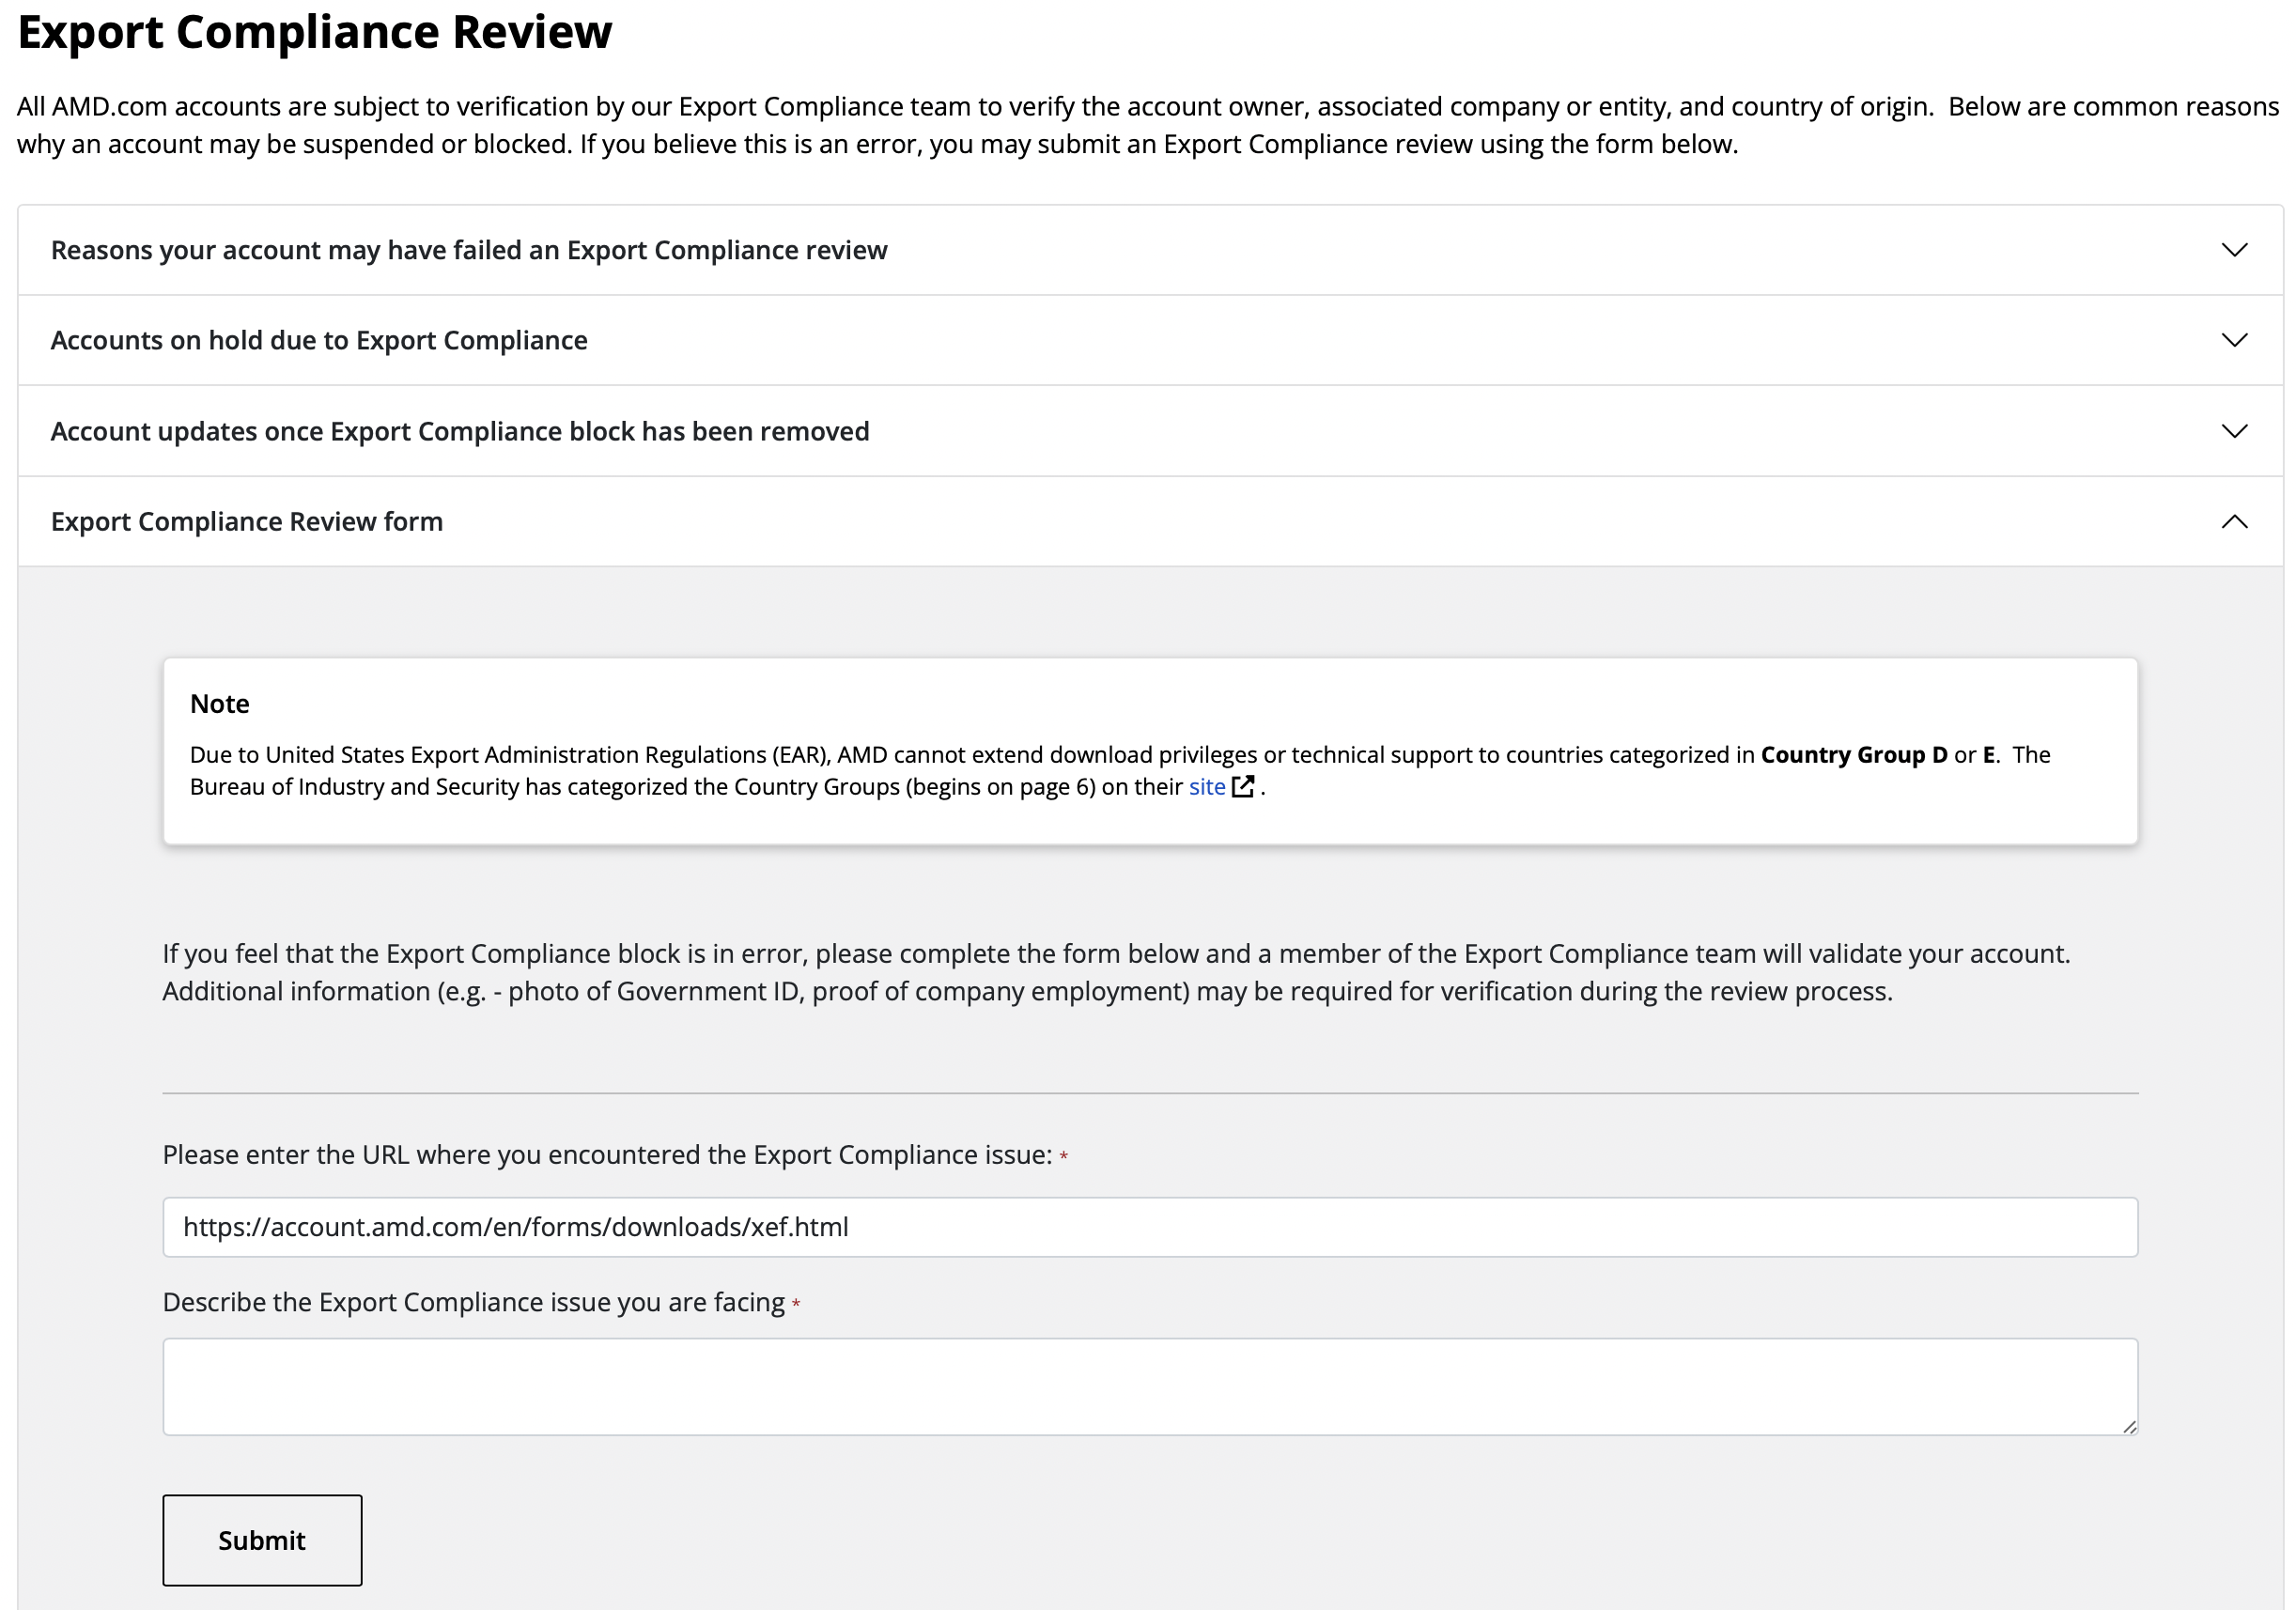 Export Compliance Review
All AMD.com accounts are subject to verification by our Export Compliance team to verify the account owner, associated company or entity, and country of origin.  Below are common reasons
why an account may be suspended or blocked. If you believe this is an error, you may submit an Export Compliance review using the form below.
Reasons your account may have failed an Export Compliance review
Accounts on hold due to Export Compliance
Account updates once Export Compliance block has been removed
Export Compliance Review form
Note
Due to United States Export Administration Regulations (EAR), AMD cannot extend download privileges or technical support to countries categorized in Country Group D or E.  The
Bureau of Industry and Security has categorized the Country Groups (begins on page 6) on their site .
If you feel that the Export Compliance block is in error, please complete the form below and a member of the Export Compliance team will validate your account.
Additional information (e.g. - photo of Government ID, proof of company employment) may be required for verification during the review process.
Please enter the URL where you encountered the Export Compliance issue: *
https://account.amd.com/en/forms/downloads/xef.html
Describe the Export Compliance issue you are facing *
Submit